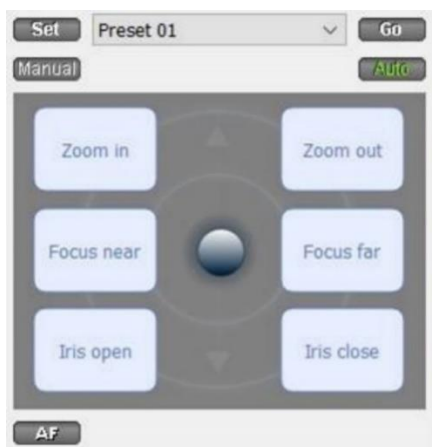 Set Preset 01 Go
Manual Auto
Zoom in Zoom out
Focus near Focus far
Iris open Iris close
AF